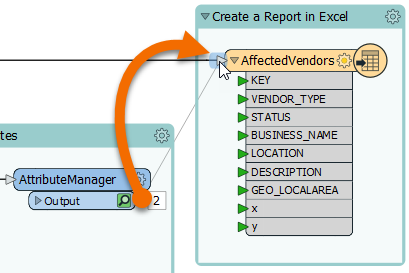 Create a Report in Excel
AffectedVendors
KEY
VENDOR_TYPE
STATUS
BUSINESS_NAME
LOCATION
DESCRIPTION
GEO_LOCALAREA
x
y
tes
AttributeManager
Output
2